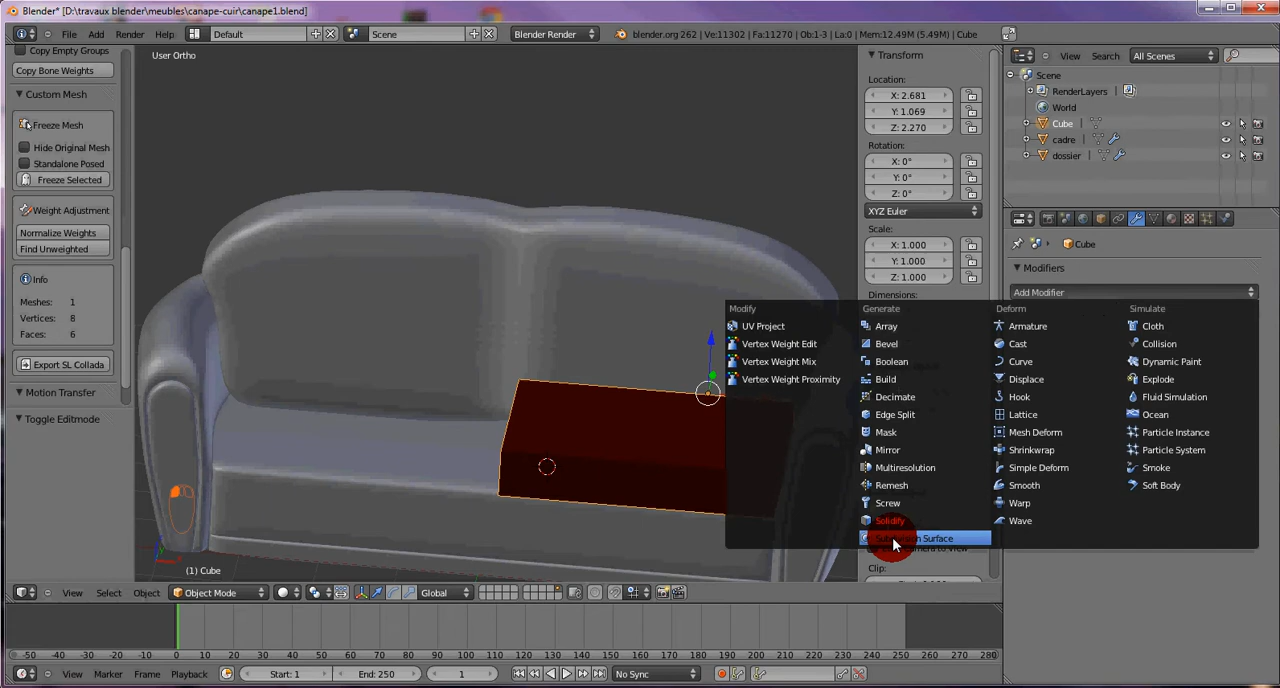 Blender* [D:\travaux blender\meubles\canape-cuir\canape1.blend]
File Add Render Help Default Scene Blender Render blender.org 262 | Ve:11302 | Fa:11270 | Ob:1-3 | La:0 | Mem:12.49M (5.49M) | Cube
Copy Empty Groups
Copy Bone Weights
Custom Mesh
Freeze Mesh
Hide Original Mesh
Standalone Posed
Freeze Selected
Weight Adjustment
Normalize Weights
Find Unweighted
Info
Meshes: 1
Vertices: 8
Faces: 6
Export SL Collada
Motion Transfer
Toggle Editmode
User Ortho
(1) Cube
Transform
Location:
X: 2.681
Y: 1.069
Z: 2.270
Rotation:
X: 0°
Y: 0°
Z: 0°
XYZ Euler
Scale:
X: 1.000
Y: 1.000
Z: 1.000
Dimensions:
Clip:
View Search All Scenes
Scene
RenderLayers |
World
Cube |
cadre |
dossier |
Cube
Modifiers
Add Modifier
Modify
UV Project
Vertex Weight Edit
Vertex Weight Mix
Vertex Weight Proximity
Generate
Array
Bevel
Boolean
Build
Decimate
Edge Split
Mask
Mirror
Multiresolution
Remesh
Screw
Solidify
Subdivision Surface
Deform
Armature
Cast
Curve
Displace
Hook
Lattice
Mesh Deform
Shrinkwrap
Simple Deform
Smooth
Warp
Wave
Simulate
Cloth
Collision
Dynamic Paint
Explode
Fluid Simulation
Ocean
Particle Instance
Particle System
Smoke
Soft Body
View Select Object Object Mode Global
-50 -40 -30 -20 -10 0 10 20 30 40 50 60 70 80 90 100 110 120 130 140 150 160 170 180 190 200 210 220 230 240 250 260 270 280
View Marker Frame Playback Start: 1 End: 250 1 No Sync